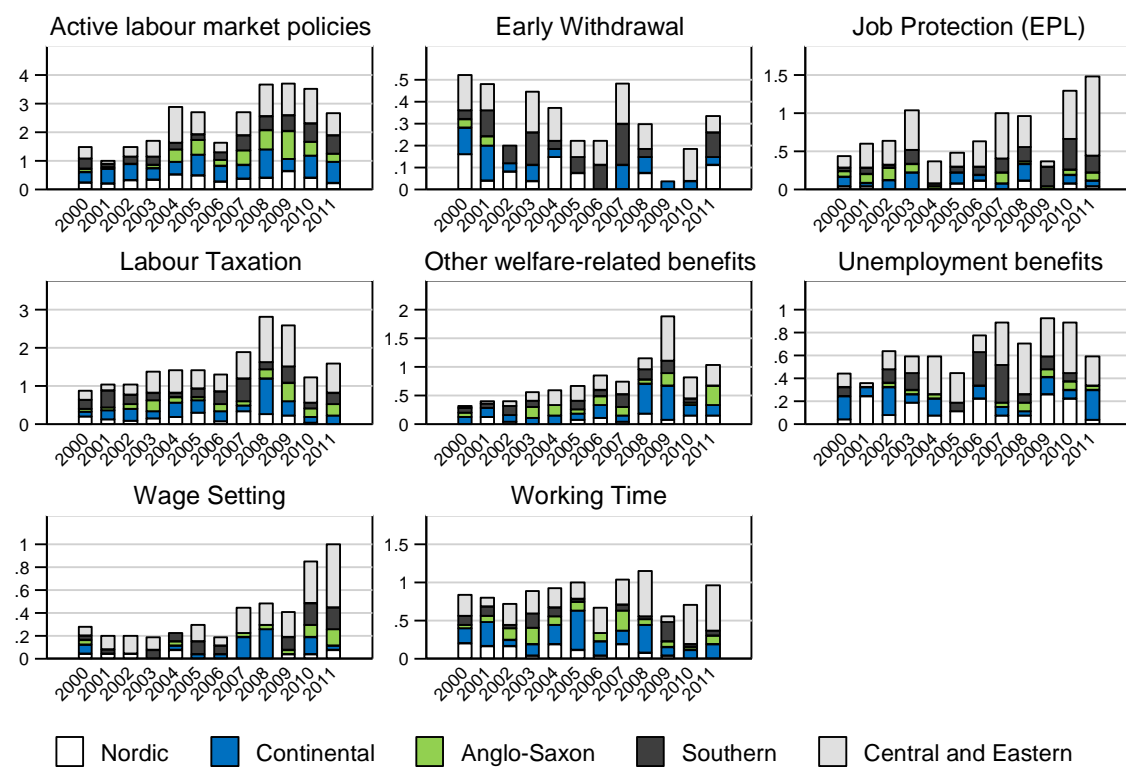 Active labour market policies
4
3
2
1
0
2000 2001 2002 2003 2004 2005 2006 2007 2008 2009 2010 2011
Early Withdrawal
.5
.4
.3
.2
.1
0
2000 2001 2002 2003 2004 2005 2006 2007 2008 2009 2010 2011
Job Protection (EPL)
1.5
1
.5
0
2000 2001 2002 2003 2004 2005 2006 2007 2008 2009 2010 2011
Labour Taxation
3
2
1
0
2000 2001 2002 2003 2004 2005 2006 2007 2008 2009 2010 2011
Other welfare-related benefits
2
1.5
1
.5
0
2000 2001 2002 2003 2004 2005 2006 2007 2008 2009 2010 2011
Unemployment benefits
1
.8
.6
.4
.2
0
2000 2001 2002 2003 2004 2005 2006 2007 2008 2009 2010 2011
Wage Setting
1
.8
.6
.4
.2
0
2000 2001 2002 2003 2004 2005 2006 2007 2008 2009 2010 2011
Working Time
1.5
1
.5
0
2000 2001 2002 2003 2004 2005 2006 2007 2008 2009 2010 2011
Nordic Continental Anglo-Saxon Southern Central and Eastern